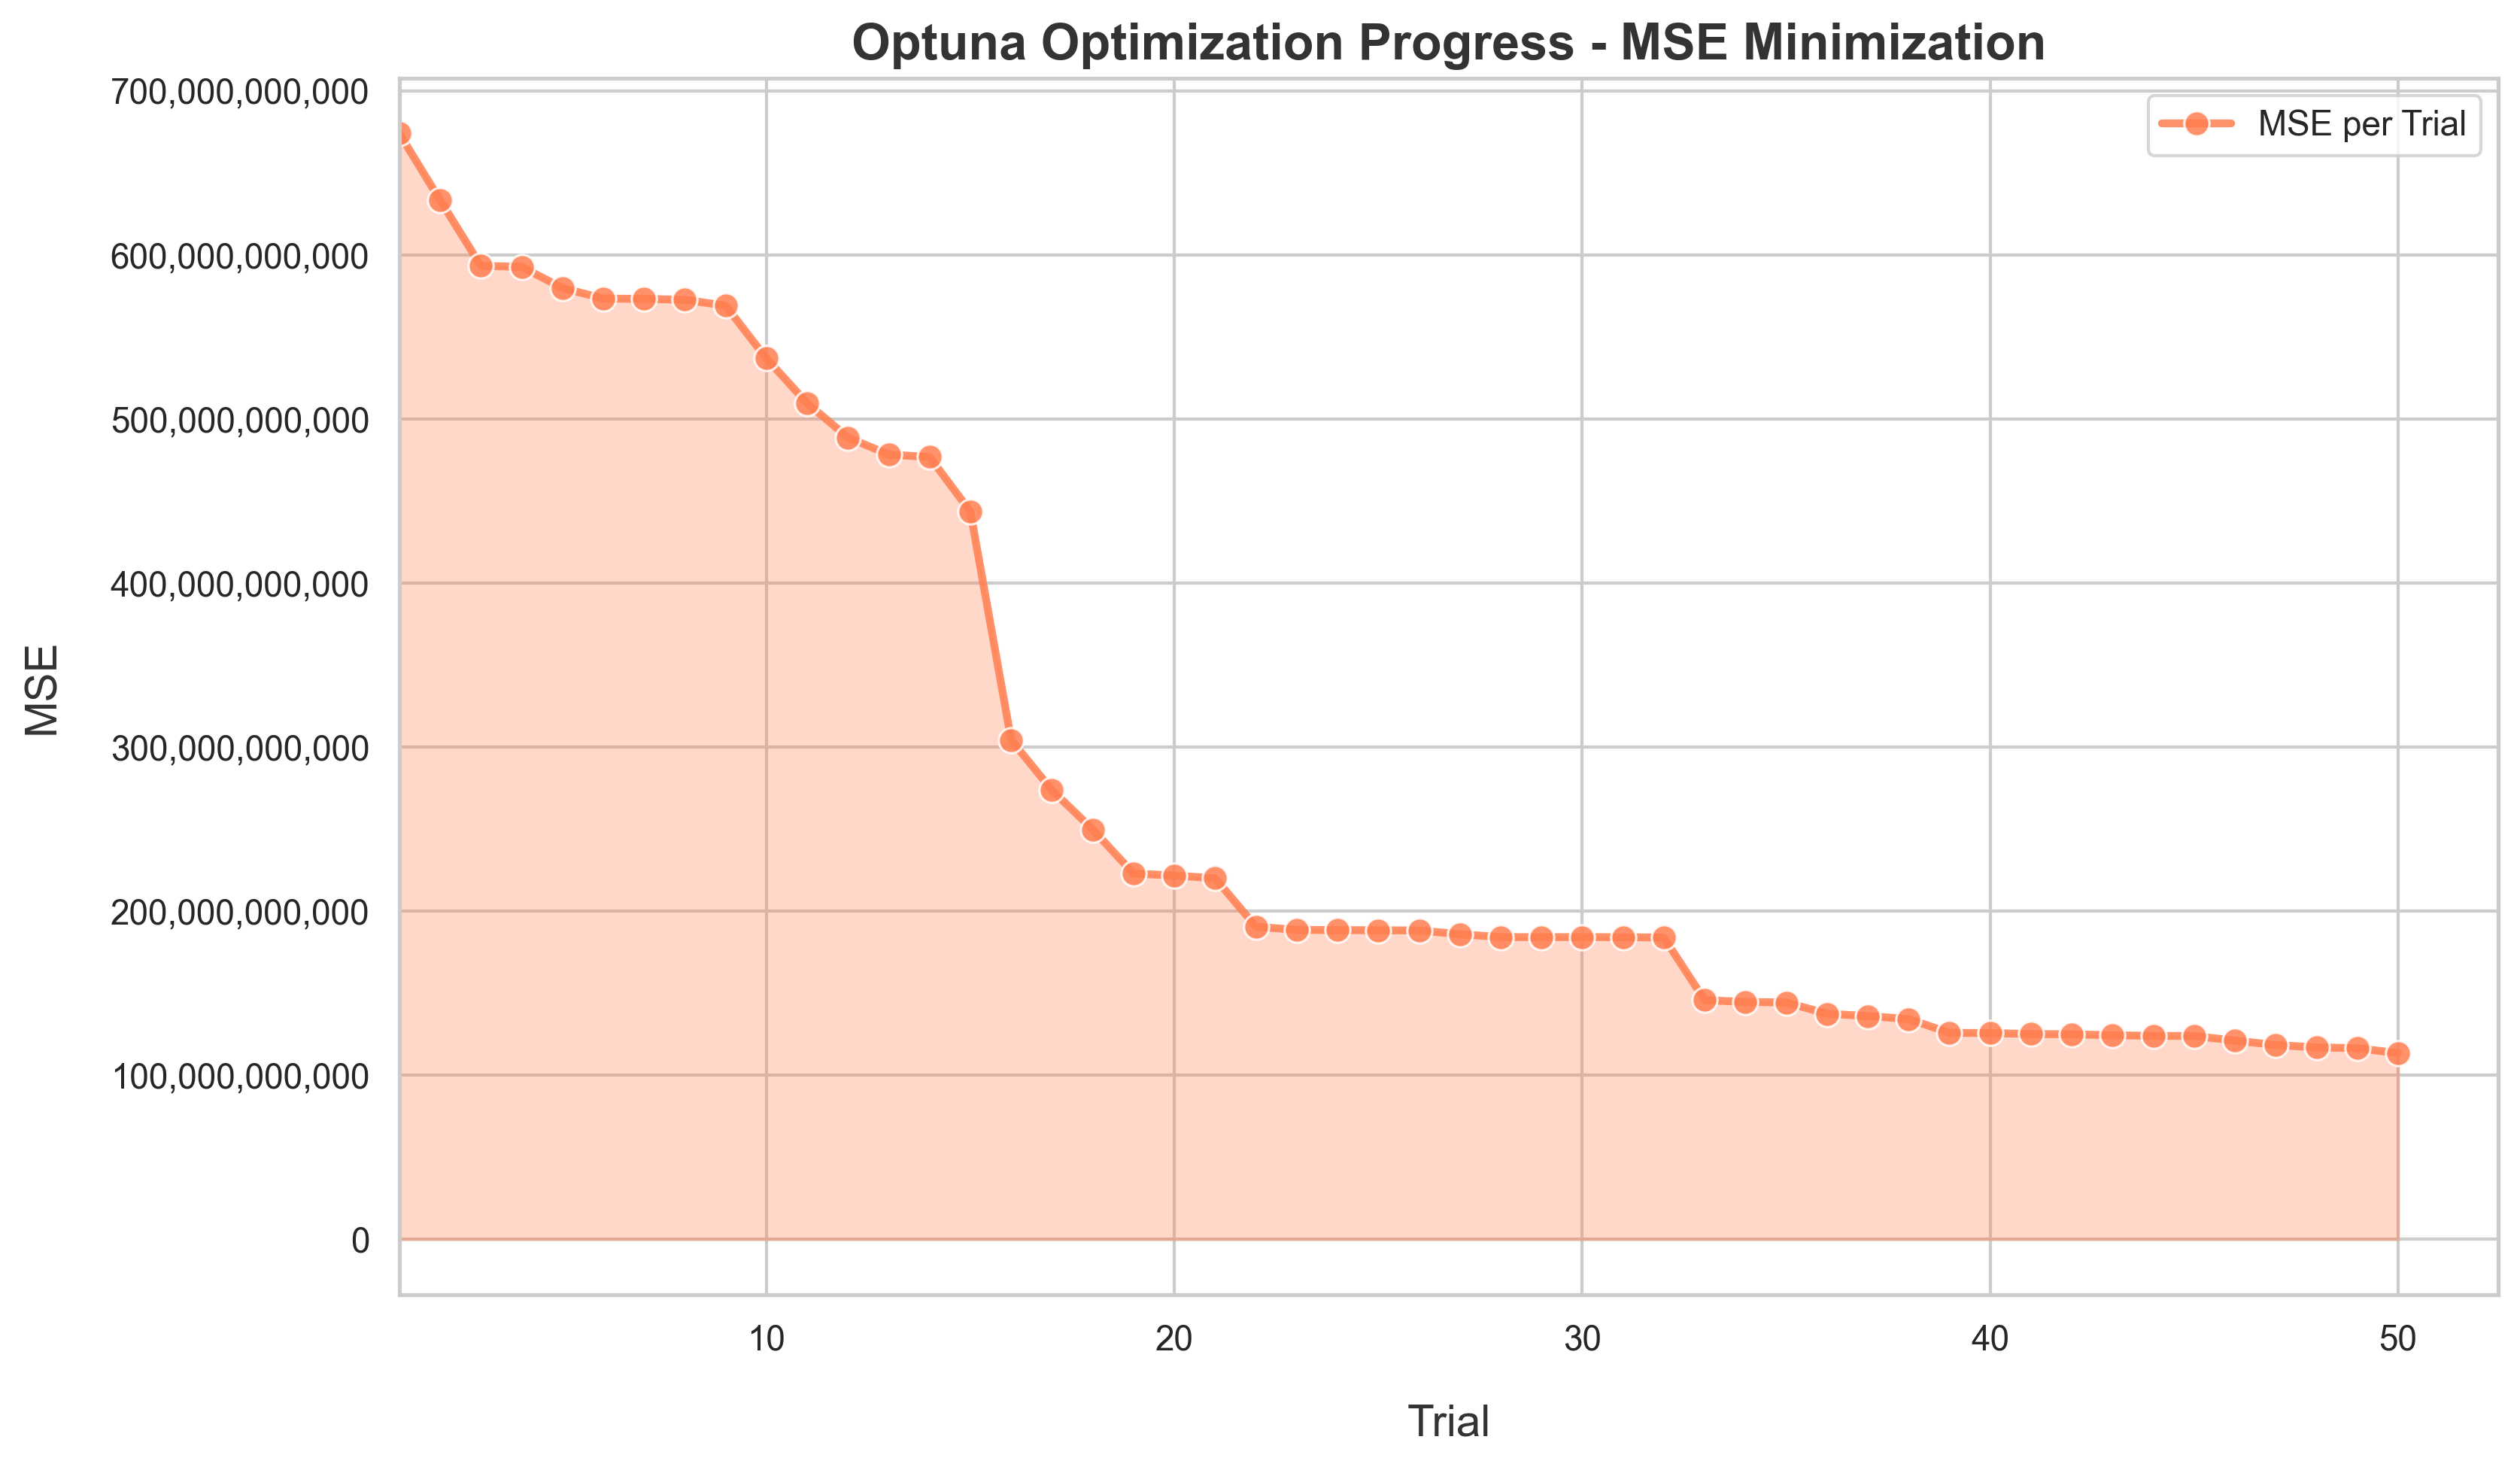 Optuna Optimization Progress - MSE Minimization
MSE per Trial
700,000,000,000
600,000,000,000
500,000,000,000
400,000,000,000
300,000,000,000
200,000,000,000
100,000,000,000
0
MSE
10 20 30 40 50
Trial